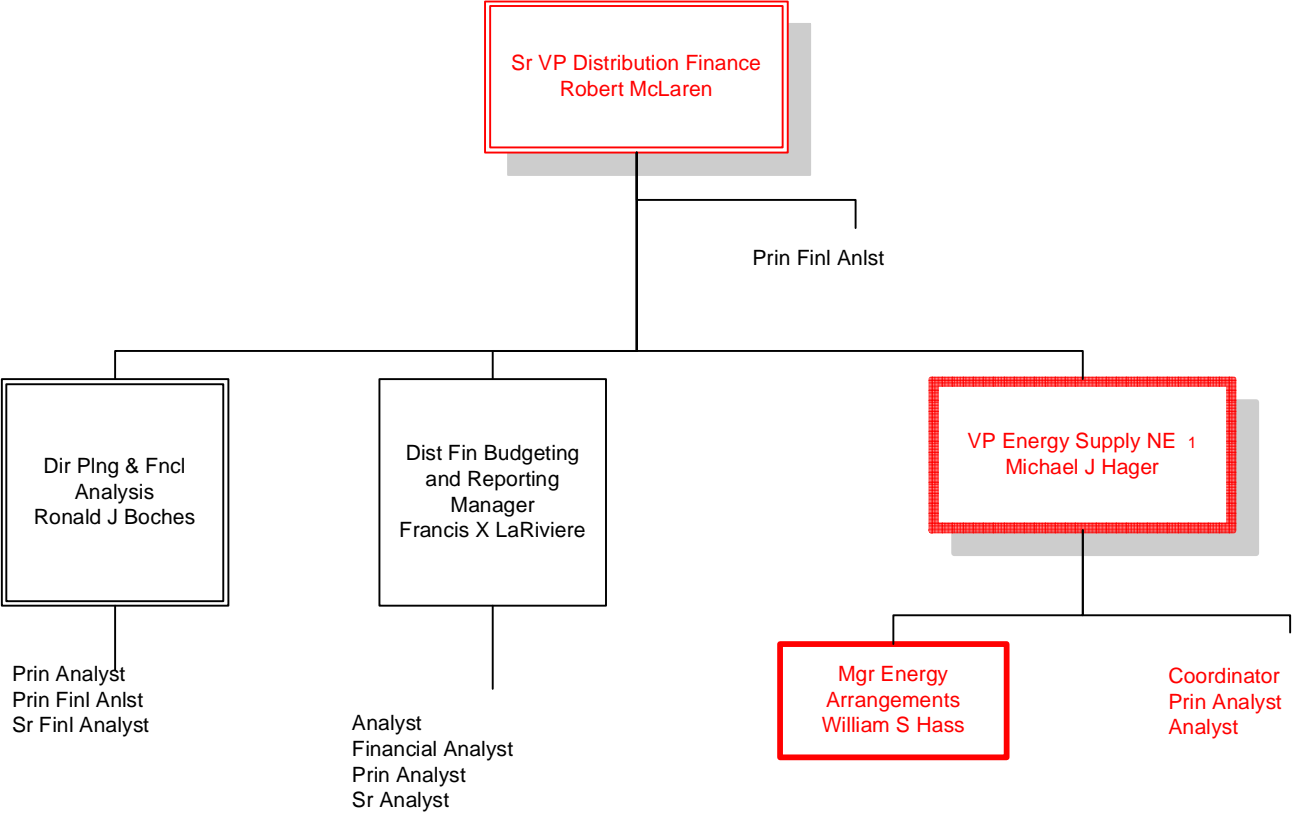 Sr VP Distribution Finance
Robert McLaren
Prin Finl Anlst
Dir Plng & Fncl
Analysis
Ronald J Boches
Dist Fin Budgeting
and Reporting
Manager
Francis X LaRiviere
VP Energy Supply NE 1
Michael J Hager
Prin Analyst
Prin Finl Anlst
Sr Finl Analyst
Analyst
Financial Analyst
Prin Analyst
Sr Analyst
Mgr Energy
Arrangements
William S Hass
Coordinator
Prin Analyst
Analyst